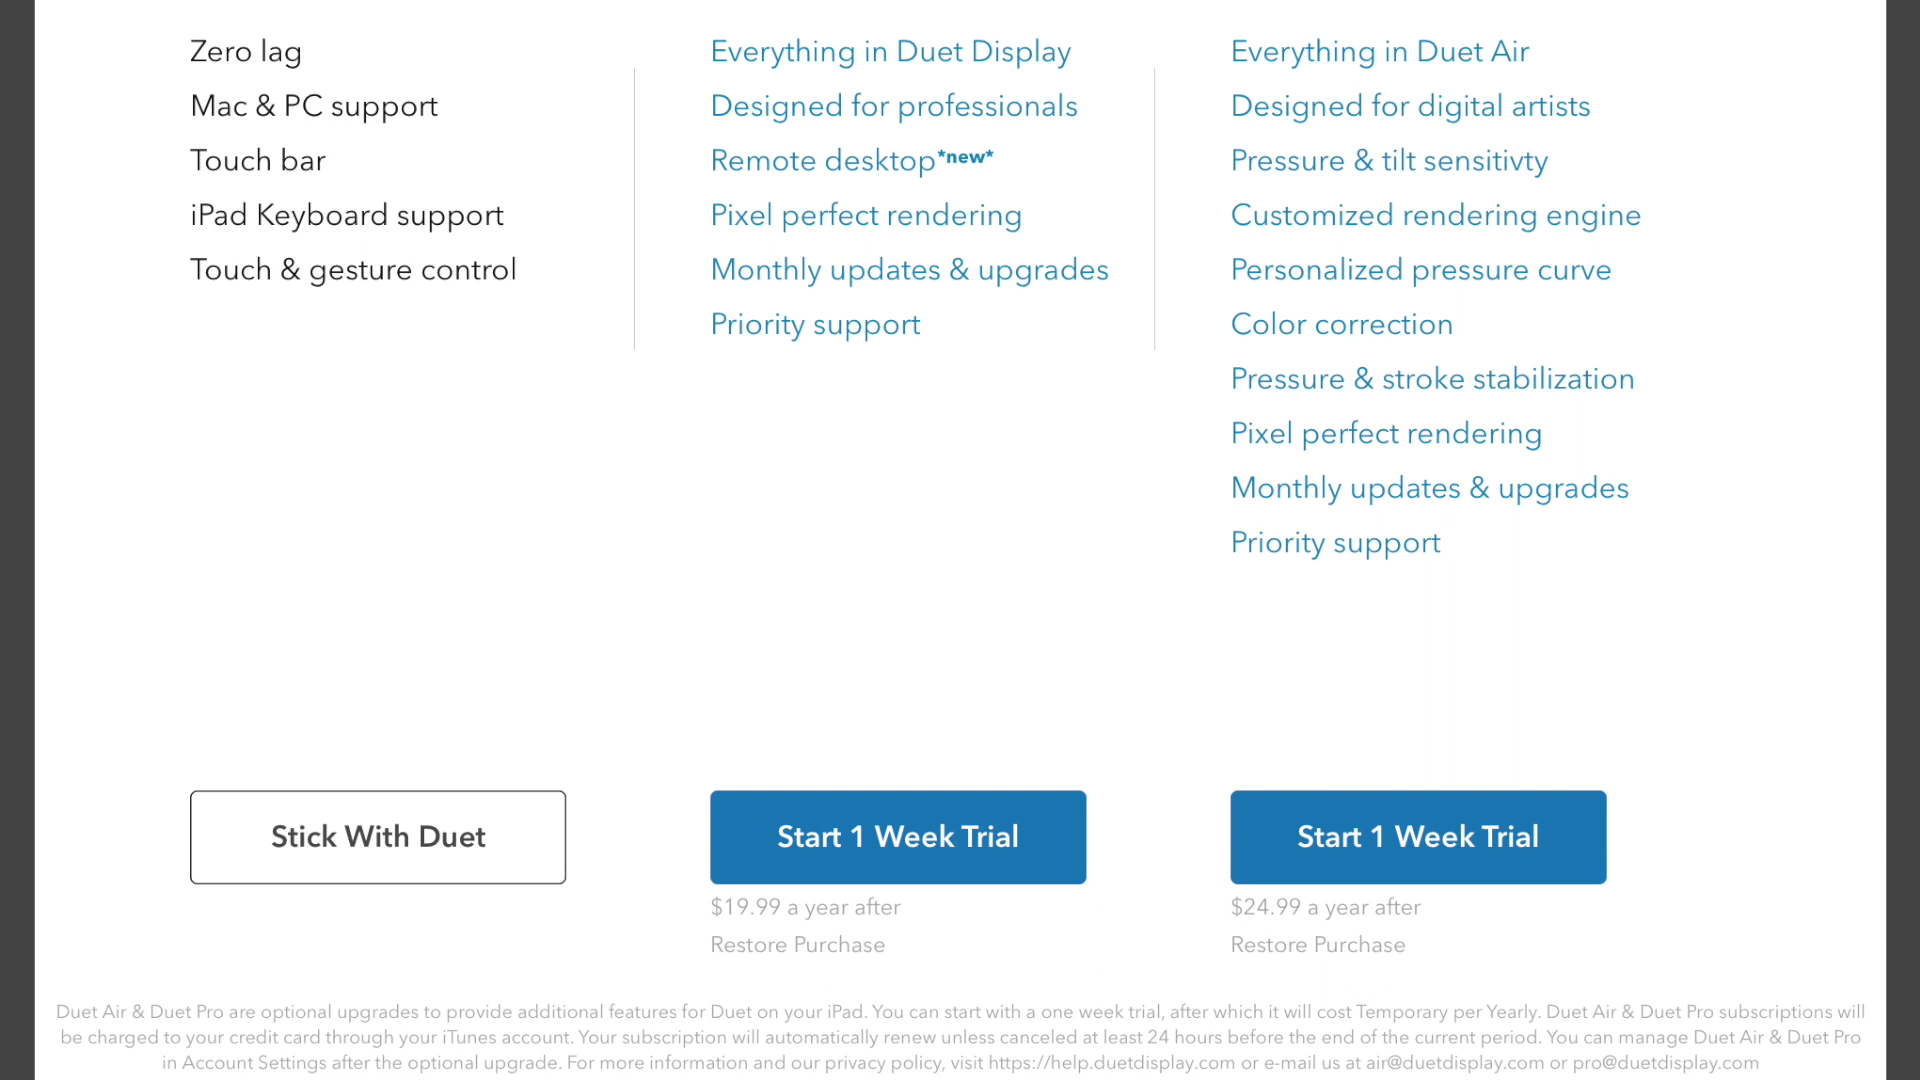 Zero lag
Mac & PC support
Touch bar
iPad Keyboard support
Touch & gesture control
Everything in Duet Display
Designed for professionals
Remote desktop*new*
Pixel perfect rendering
Monthly updates & upgrades
Priority support
Everything in Duet Air
Designed for digital artists
Pressure & tilt sensitivty
Customized rendering engine
Personalized pressure curve
Color correction
Pressure & stroke stabilization
Pixel perfect rendering
Monthly updates & upgrades
Priority support
Stick With Duet
Start 1 Week Trial
$19.99 a year after
Restore Purchase
Start 1 Week Trial
$24.99 a year after
Restore Purchase
Duet Air & Duet Pro are optional upgrades to provide additional features for Duet on your iPad. You can start with a one week trial, after which it will cost Temporary per Yearly. Duet Air & Duet Pro subscriptions will
be charged to your credit card through your iTunes account. Your subscription will automatically renew unless canceled at least 24 hours before the end of the current period. You can manage Duet Air & Duet Pro
in Account Settings after the optional upgrade. For more information and our privacy policy, visit https://help.duetdisplay.com or e-mail us at air@duetdisplay.com or pro@duetdisplay.com